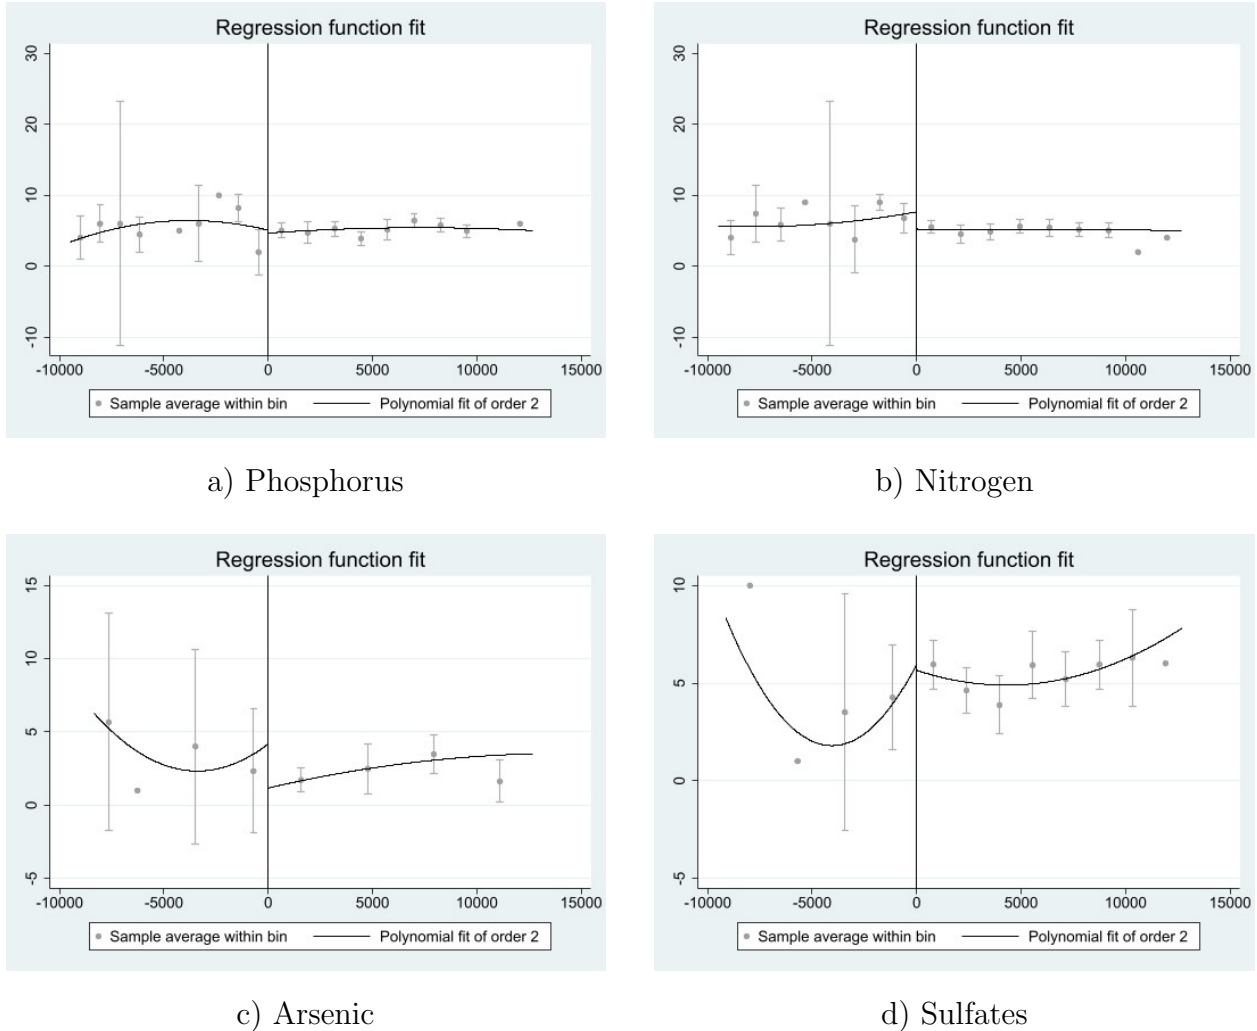 Regression function fit
30
20
10
0
-10
-10000 -5000 0 5000 10000 15000
Sample average within bin Polynomial fit of order 2
a) Phosphorus
Regression function fit
30
20
10
0
-10
-10000 -5000 0 5000 10000 15000
Sample average within bin Polynomial fit of order 2
b) Nitrogen
Regression function fit
15
10
5
0
-5
-10000 -5000 0 5000 10000 15000
Sample average within bin Polynomial fit of order 2
c) Arsenic
Regression function fit
10
5
0
-5
-10000 -5000 0 5000 10000 15000
Sample average within bin Polynomial fit of order 2
d) Sulfates